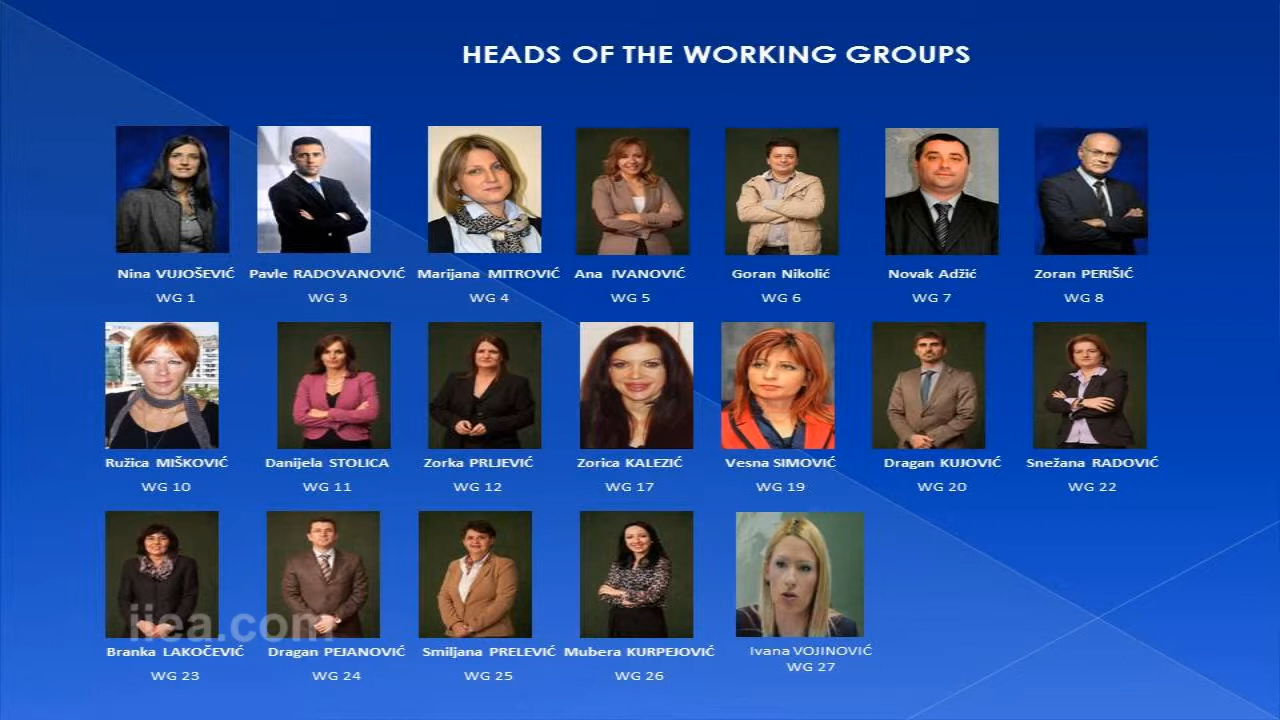 HEADS OF THE WORKING GROUPS
Nina VUJOŠEVIĆ Pavle RADOVANOVIĆ Marijana MITROVIĆ Ana IVANOVIĆ Goran Nikolić Novak Adžić Zoran PERIŠIĆ
WG 1 WG 3 WG 4 WG 5 WG 6 WG 7 WG 8
Ružica MIŠKOVIĆ Danijela STOLICA Zorka PRLJEVIĆ Zorica KALEZIĆ Vesna SIMOVIĆ Dragan KUJOVIĆ Snežana RADOVIĆ
WG 10 WG 11 WG 12 WG 17 WG 19 WG 20 WG 22
iiea.com
Branka LAKOČEVIĆ Dragan PEJANOVIĆ Smiljana PRELEVIĆ Mubera KURPEJOVIĆ Ivana VOJINOVIĆ
WG 23 WG 24 WG 25 WG 26 WG 27